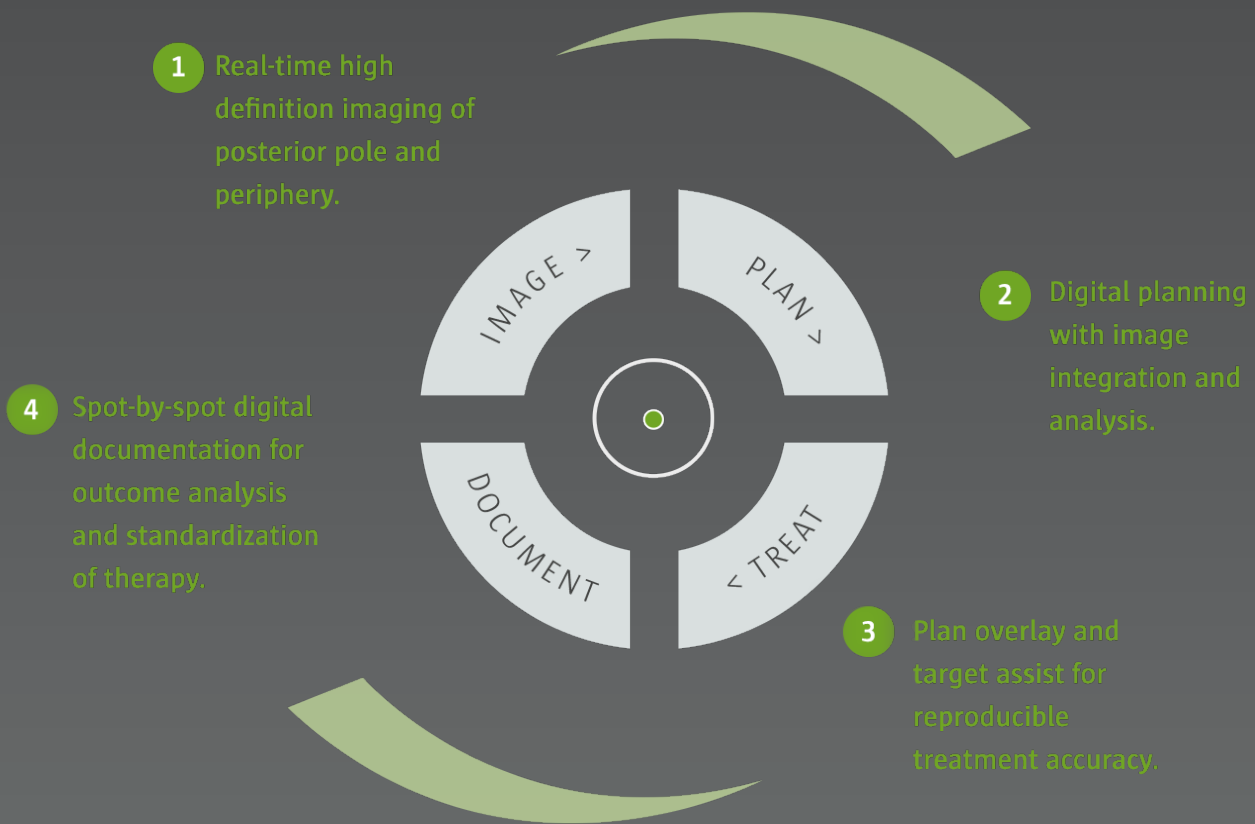 1
Real-time high
definition imaging of
posterior pole and
periphery.
IMAGE >
PLAN >
2
Digital planning
with image
integration and
analysis.
4
Spot-by-spot digital
documentation for
outcome analysis
and standardization
of therapy.
DOCUMENT
< TREAT
3
Plan overlay and
target assist for
reproducible
treatment accuracy.